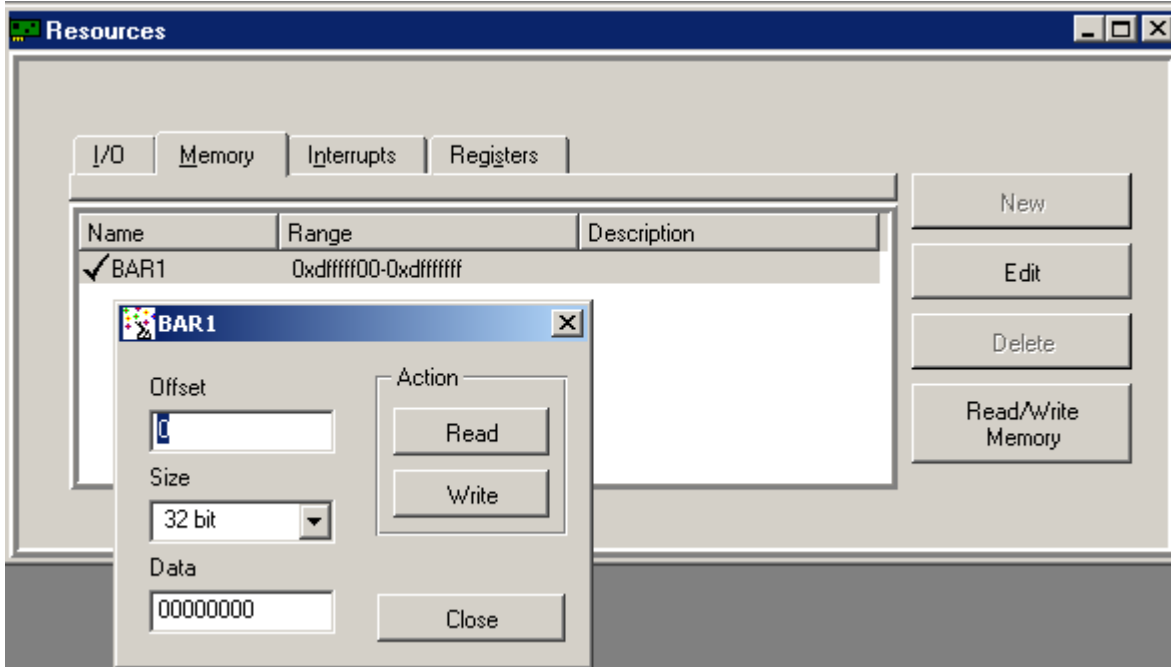 Resources
I/O Memory Interrupts Registers
Name Range Description
BAR1 0xdfffff00-0xdfffffff
New
Edit
Delete
Read/Write
Memory
BAR1
Offset
0
Size
32 bit
Data
00000000
Action
Read
Write
Close